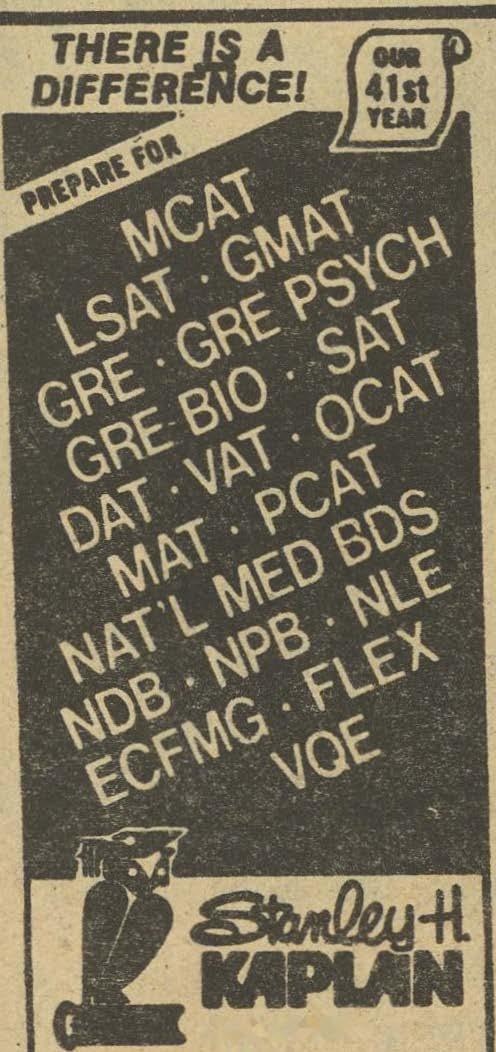 THERE IS A
DIFFERENCE!
OUR
41st
YEAR
PREPARE FOR
MCAT
LSAT · GMAT
GRE · GRE PSYCH
GRE BIO · SAT
DAT · VAT · OCAT
MAT · PCAT
NAT'L MED BDS
NDB · NPB · NLE
ECFMG · FLEX
VQE
Stanley H.
KAPLAN